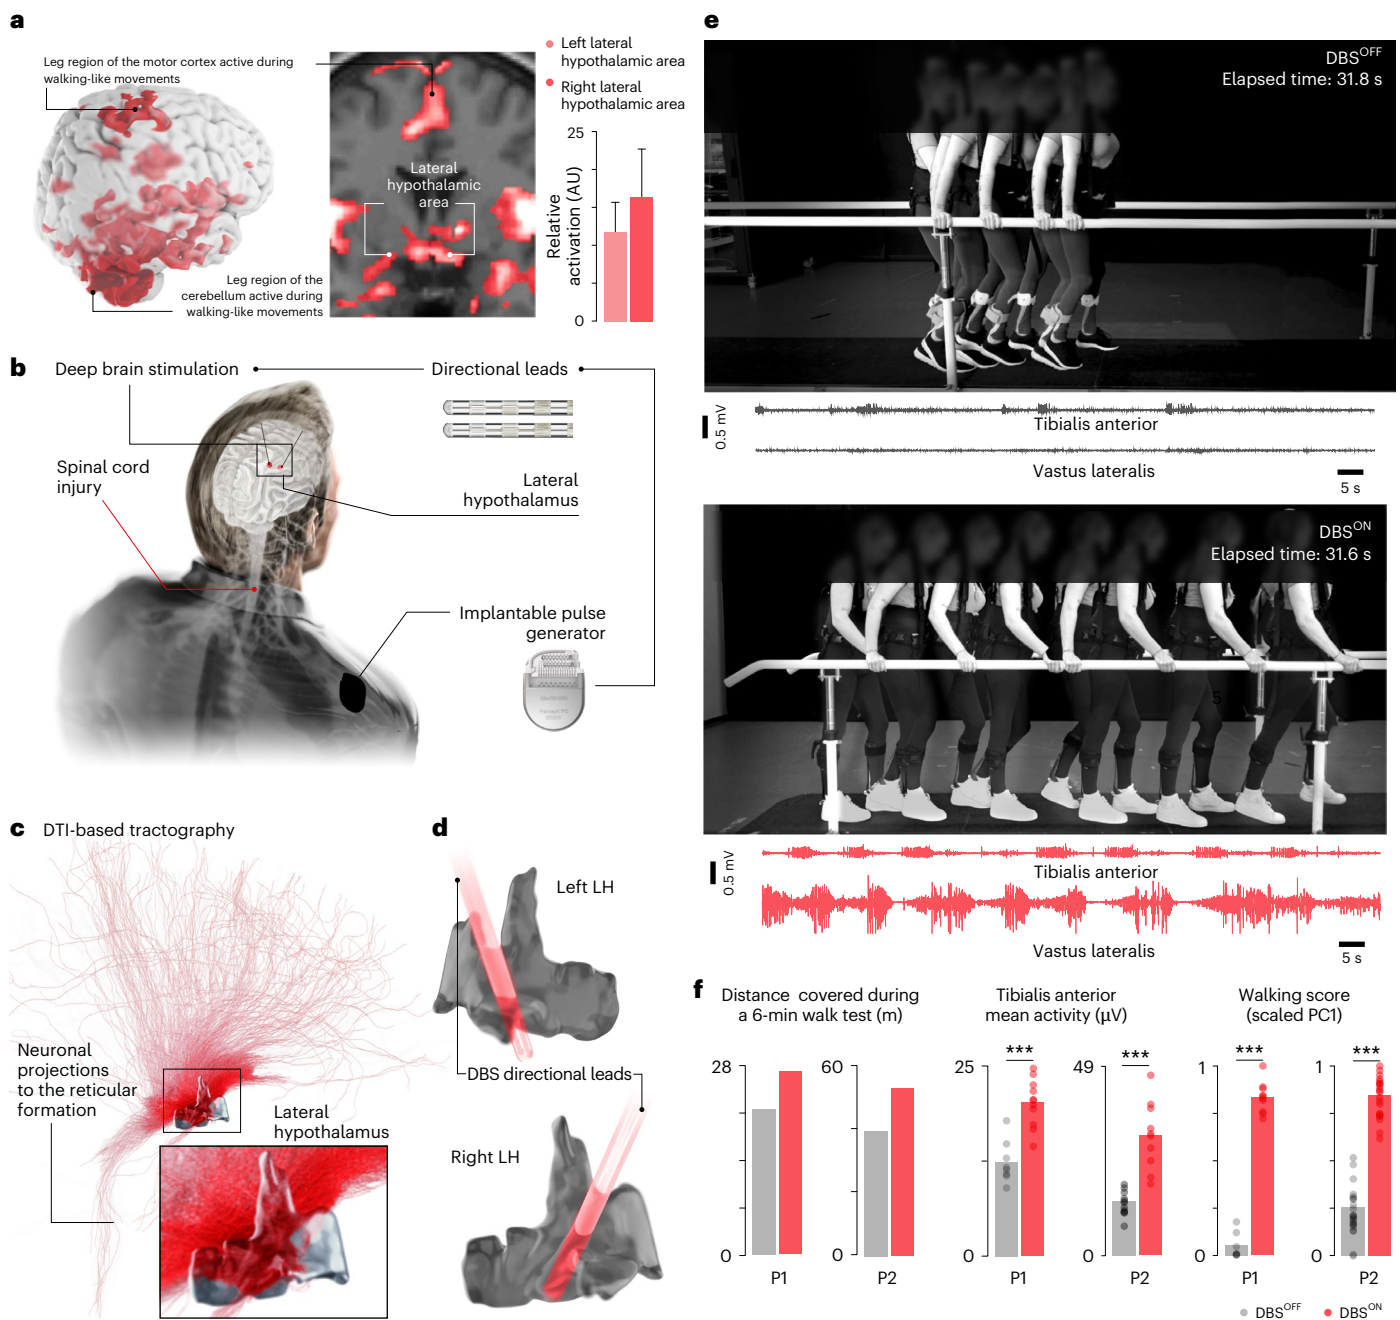 a
Leg region of the motor cortex active during
walking-like movements
Leg region of the
cerebellum active during
walking-like movements
Lateral
hypothalamic
area
Left lateral
hypothalamic area
Right lateral
hypothalamic area
Relative
activation (AU)
25
0
b
Deep brain stimulation
Directional leads
Spinal cord
injury
Lateral
hypothalamus
Implantable pulse
generator
c
DTI-based tractography
Neuronal
projections
to the reticular
formation
Lateral
hypothalamus
d
Left LH
DBS directional leads
Right LH
e
DBSOFF
Elapsed time: 31.8 s
0.5 mV
Tibialis anterior
Vastus lateralis
5 s
DBSON
Elapsed time: 31.6 s
5
0.5 mV
Tibialis anterior
Vastus lateralis
5 s
f
Distance covered during
a 6-min walk test (m)
28
0
P1
60
0
P2
Tibialis anterior
mean activity (µV)
25
0
***
P1
49
0
***
P2
Walking score
(scaled PC1)
1
0
***
P1
1
0
***
P2
DBSOFF
DBSON